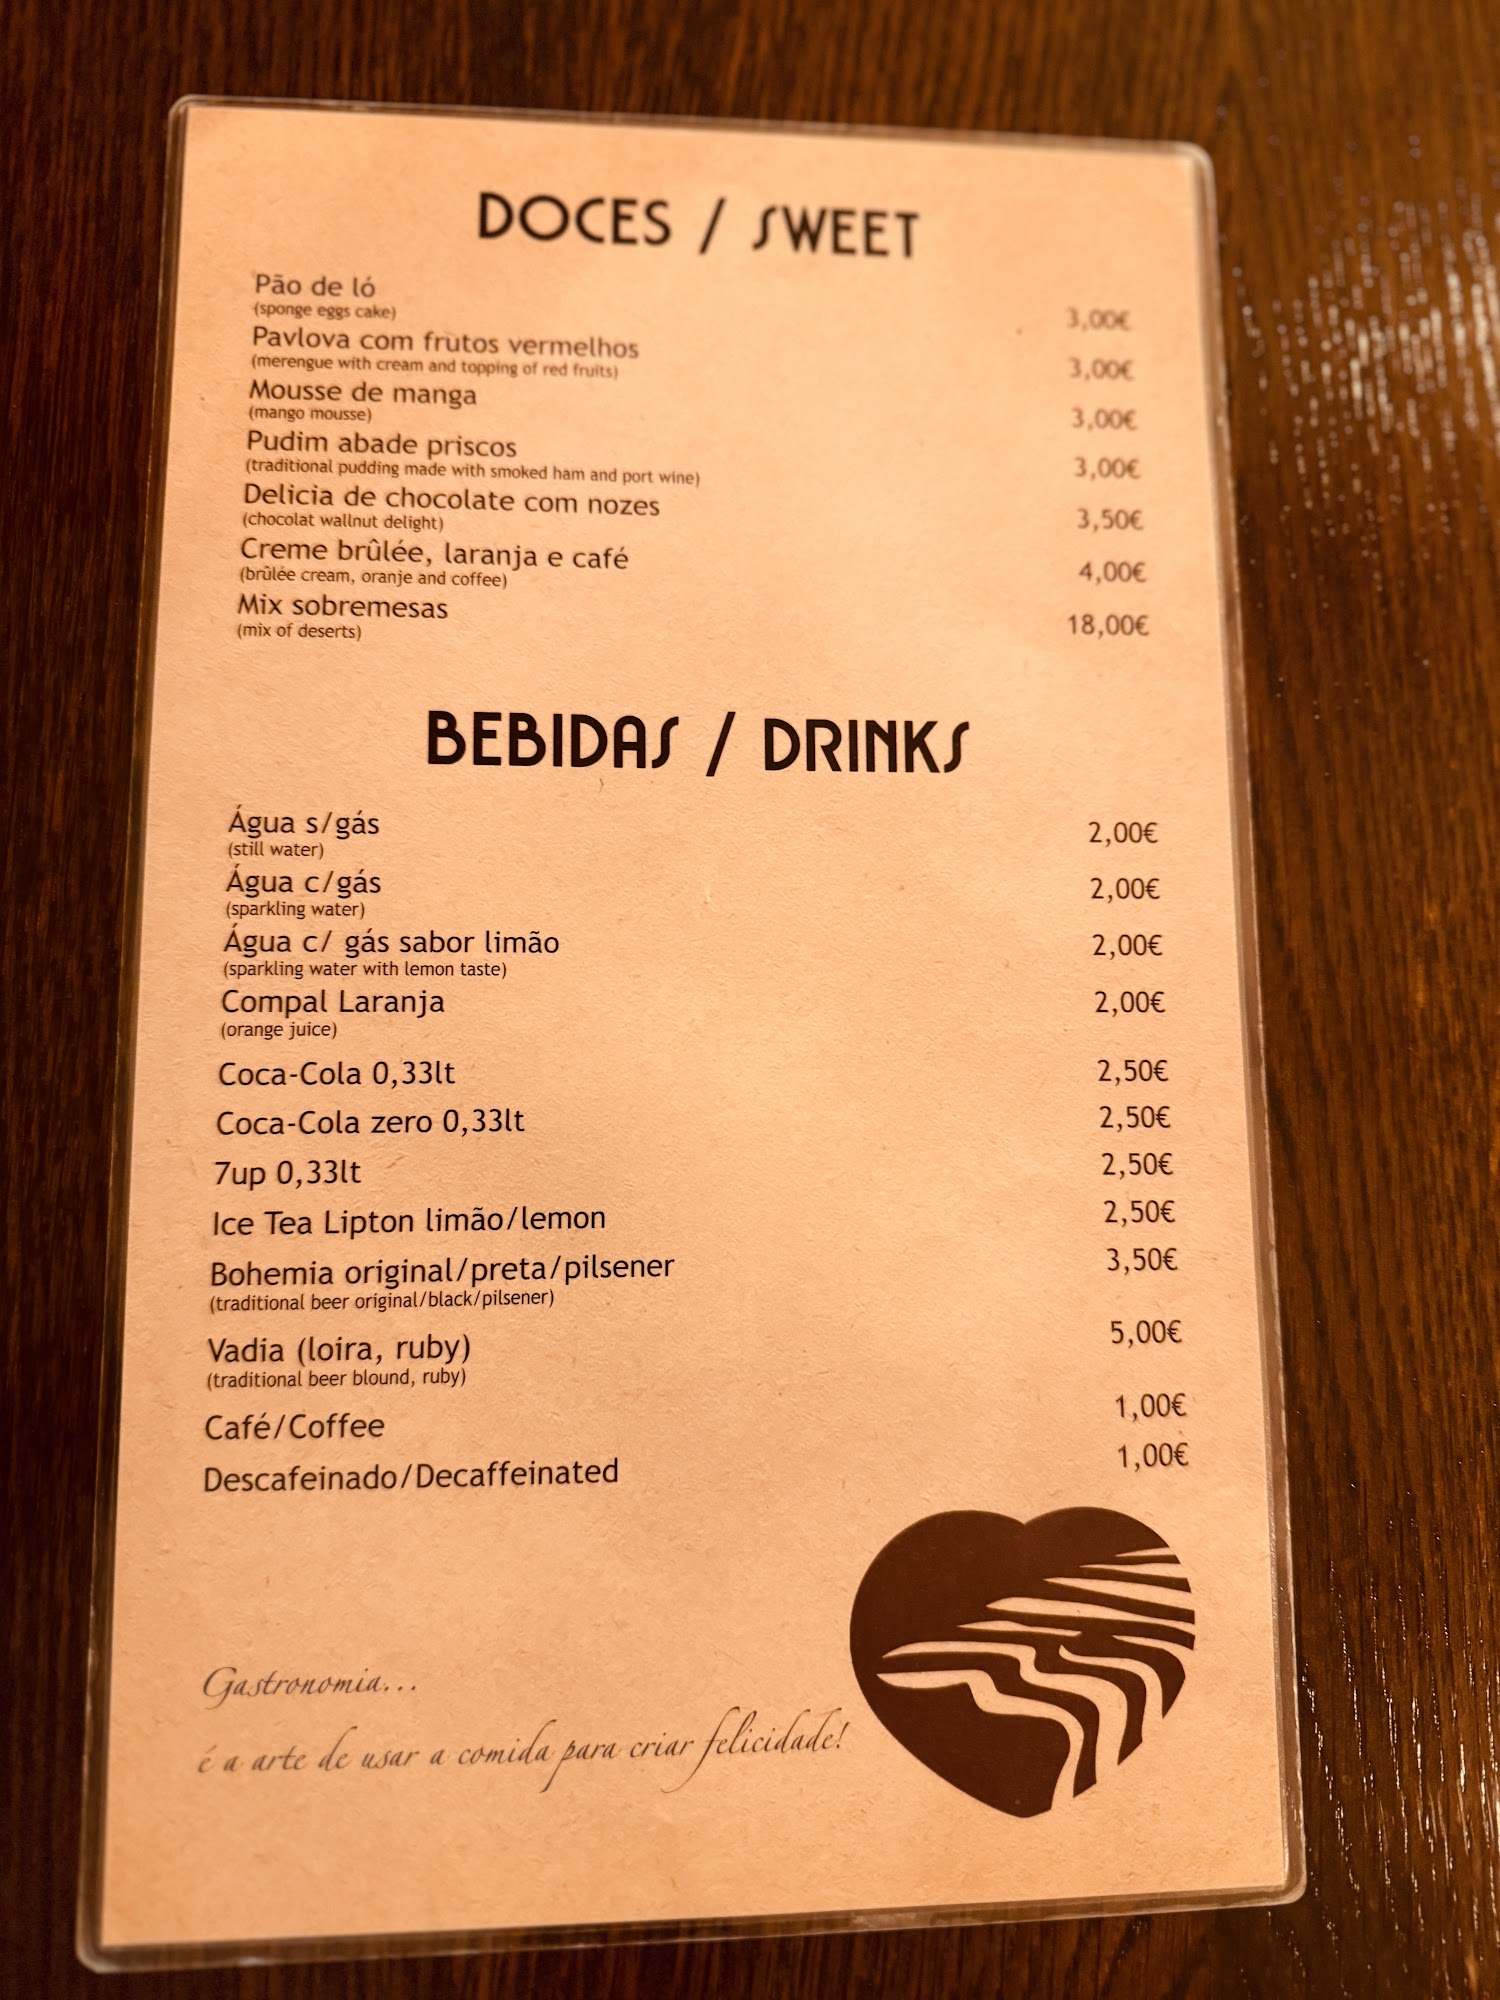 DOCES / SWEET
Pão de ló
(sponge eggs cake) 3,00€
Pavlova com frutos vermelhos
(merengue with cream and topping of red fruits) 3,00€
Mousse de manga
(mango mousse) 3,00€
Pudim abade priscos
(traditional pudding made with smoked ham and port wine) 3,00€
Delicia de chocolate com nozes
(chocolat wallnut delight) 3,50€
Creme brûlée, laranja e café
(brûlée cream, oranje and coffee) 4,00€
Mix sobremesas
(mix of deserts) 18,00€
BEBIDAS / DRINKS
Água s/gás 2,00€
(still water)
Água c/gás 2,00€
(sparkling water)
Água c/ gás sabor limão 2,00€
(sparkling water with lemon taste)
Compal Laranja 2,00€
(orange juice)
Coca-Cola 0,33lt 2,50€
Coca-Cola zero 0,33lt 2,50€
7up 0,33lt 2,50€
Ice Tea Lipton limão/lemon 2,50€
Bohemia original/preta/pilsener 3,50€
(traditional beer original/black/pilsener)
Vadia (loira, ruby) 5,00€
(traditional beer blound, ruby)
Café/Coffee 1,00€
Descafeinado/Decaffeinated 1,00€
Gastronomia...
é a arte de usar a comida para criar felicidade!